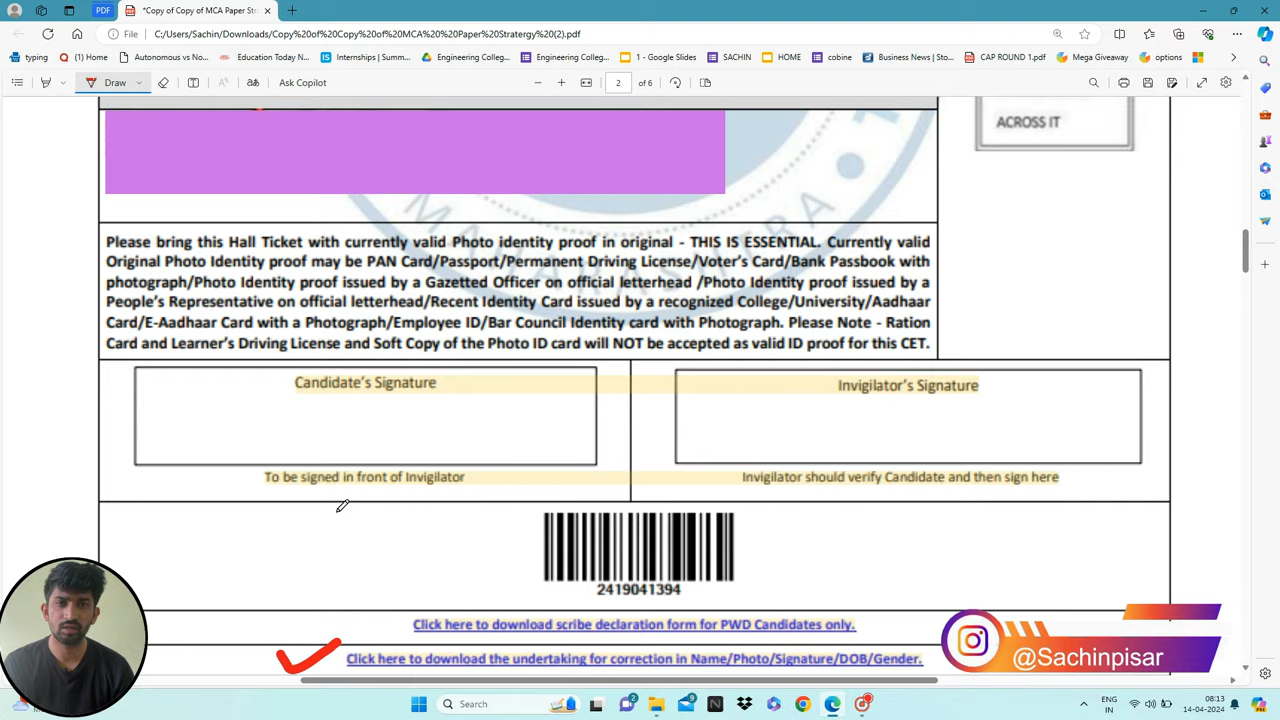 PDF
*Copy of Copy of MCA Paper Str
File
C:/Users/Sachin/Downloads/Copy%20of%20Copy%20of%20MCA%20%20Paper%20Stratergy%20(2).pdf
typing
(1) Home
Autonomous vs No...
Education Today N...
Internships | Summ...
Engineering Colleg...
1 - Google Slides
SACHIN
HOME
cobine
Business News | Sto...
CAP ROUND 1.pdf
Mega Giveaway
options
Engineering Colleg...
Draw
Ask Copilot
2
of 6
ACROSS IT
MAHARASHTRA
Please bring this Hall Ticket with currently valid Photo identity proof in original - THIS IS ESSENTIAL. Currently valid
Original Photo Identity proof may be PAN Card/Passport/Permanent Driving License/Voter's Card/Bank Passbook with
photograph/Photo Identity proof issued by a Gazetted Officer on official letterhead /Photo Identity proof issued by a
People's Representative on official letterhead/Recent Identity Card issued by a recognized College/University/Aadhaar
Card/E-Aadhaar Card with a Photograph/Employee ID/Bar Council Identity card with Photograph. Please Note - Ration
Card and Learner's Driving License and Soft Copy of the Photo ID card will NOT be accepted as valid ID proof for this CET.
Candidate's Signature
Invigilator's Signature
To be signed in front of Invigilator
Invigilator should verify Candidate and then sign here
2419041394
Click here to download scribe declaration form for PWD Candidates only.
Click here to download the undertaking for correction in Name/Photo/Signature/DOB/Gender.
@Sachinpisar
Search
ENG
IN
08:13
14-04-2024